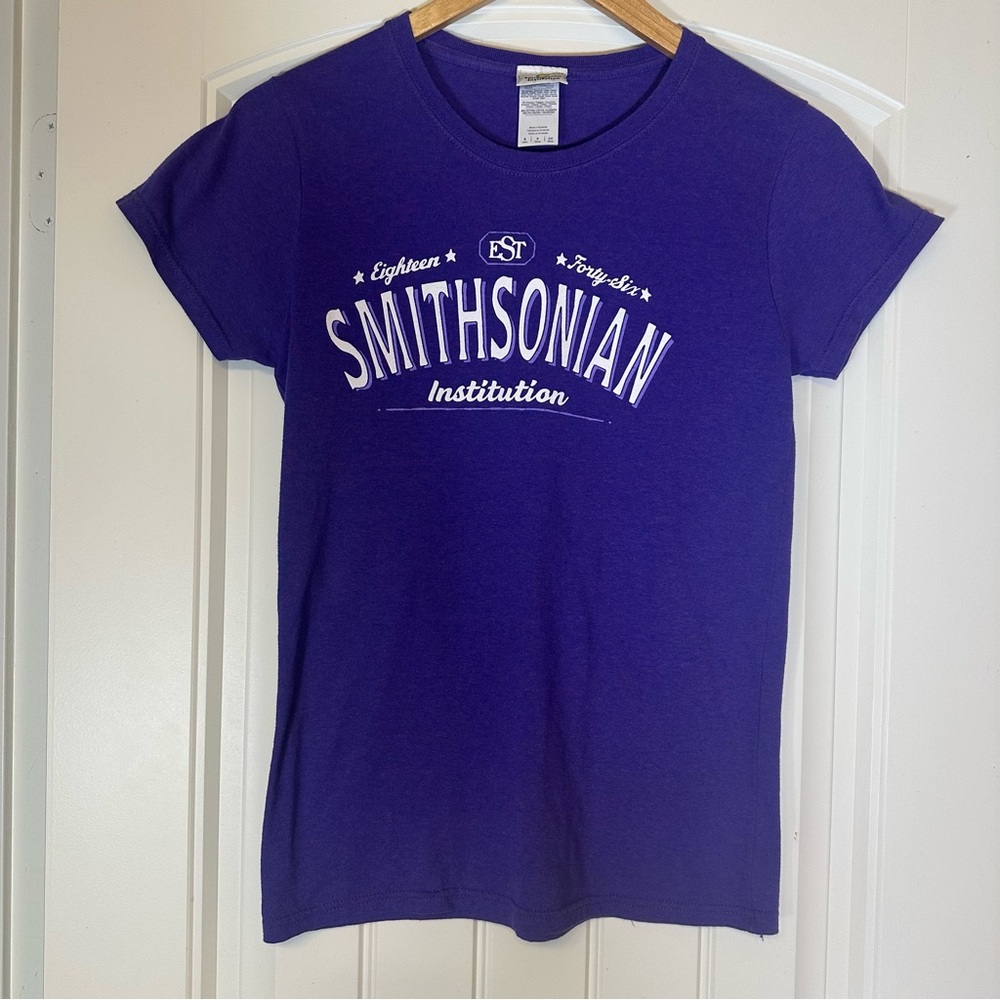 EST
Eighteen Forty-Six
SMITHSONIAN
Institution